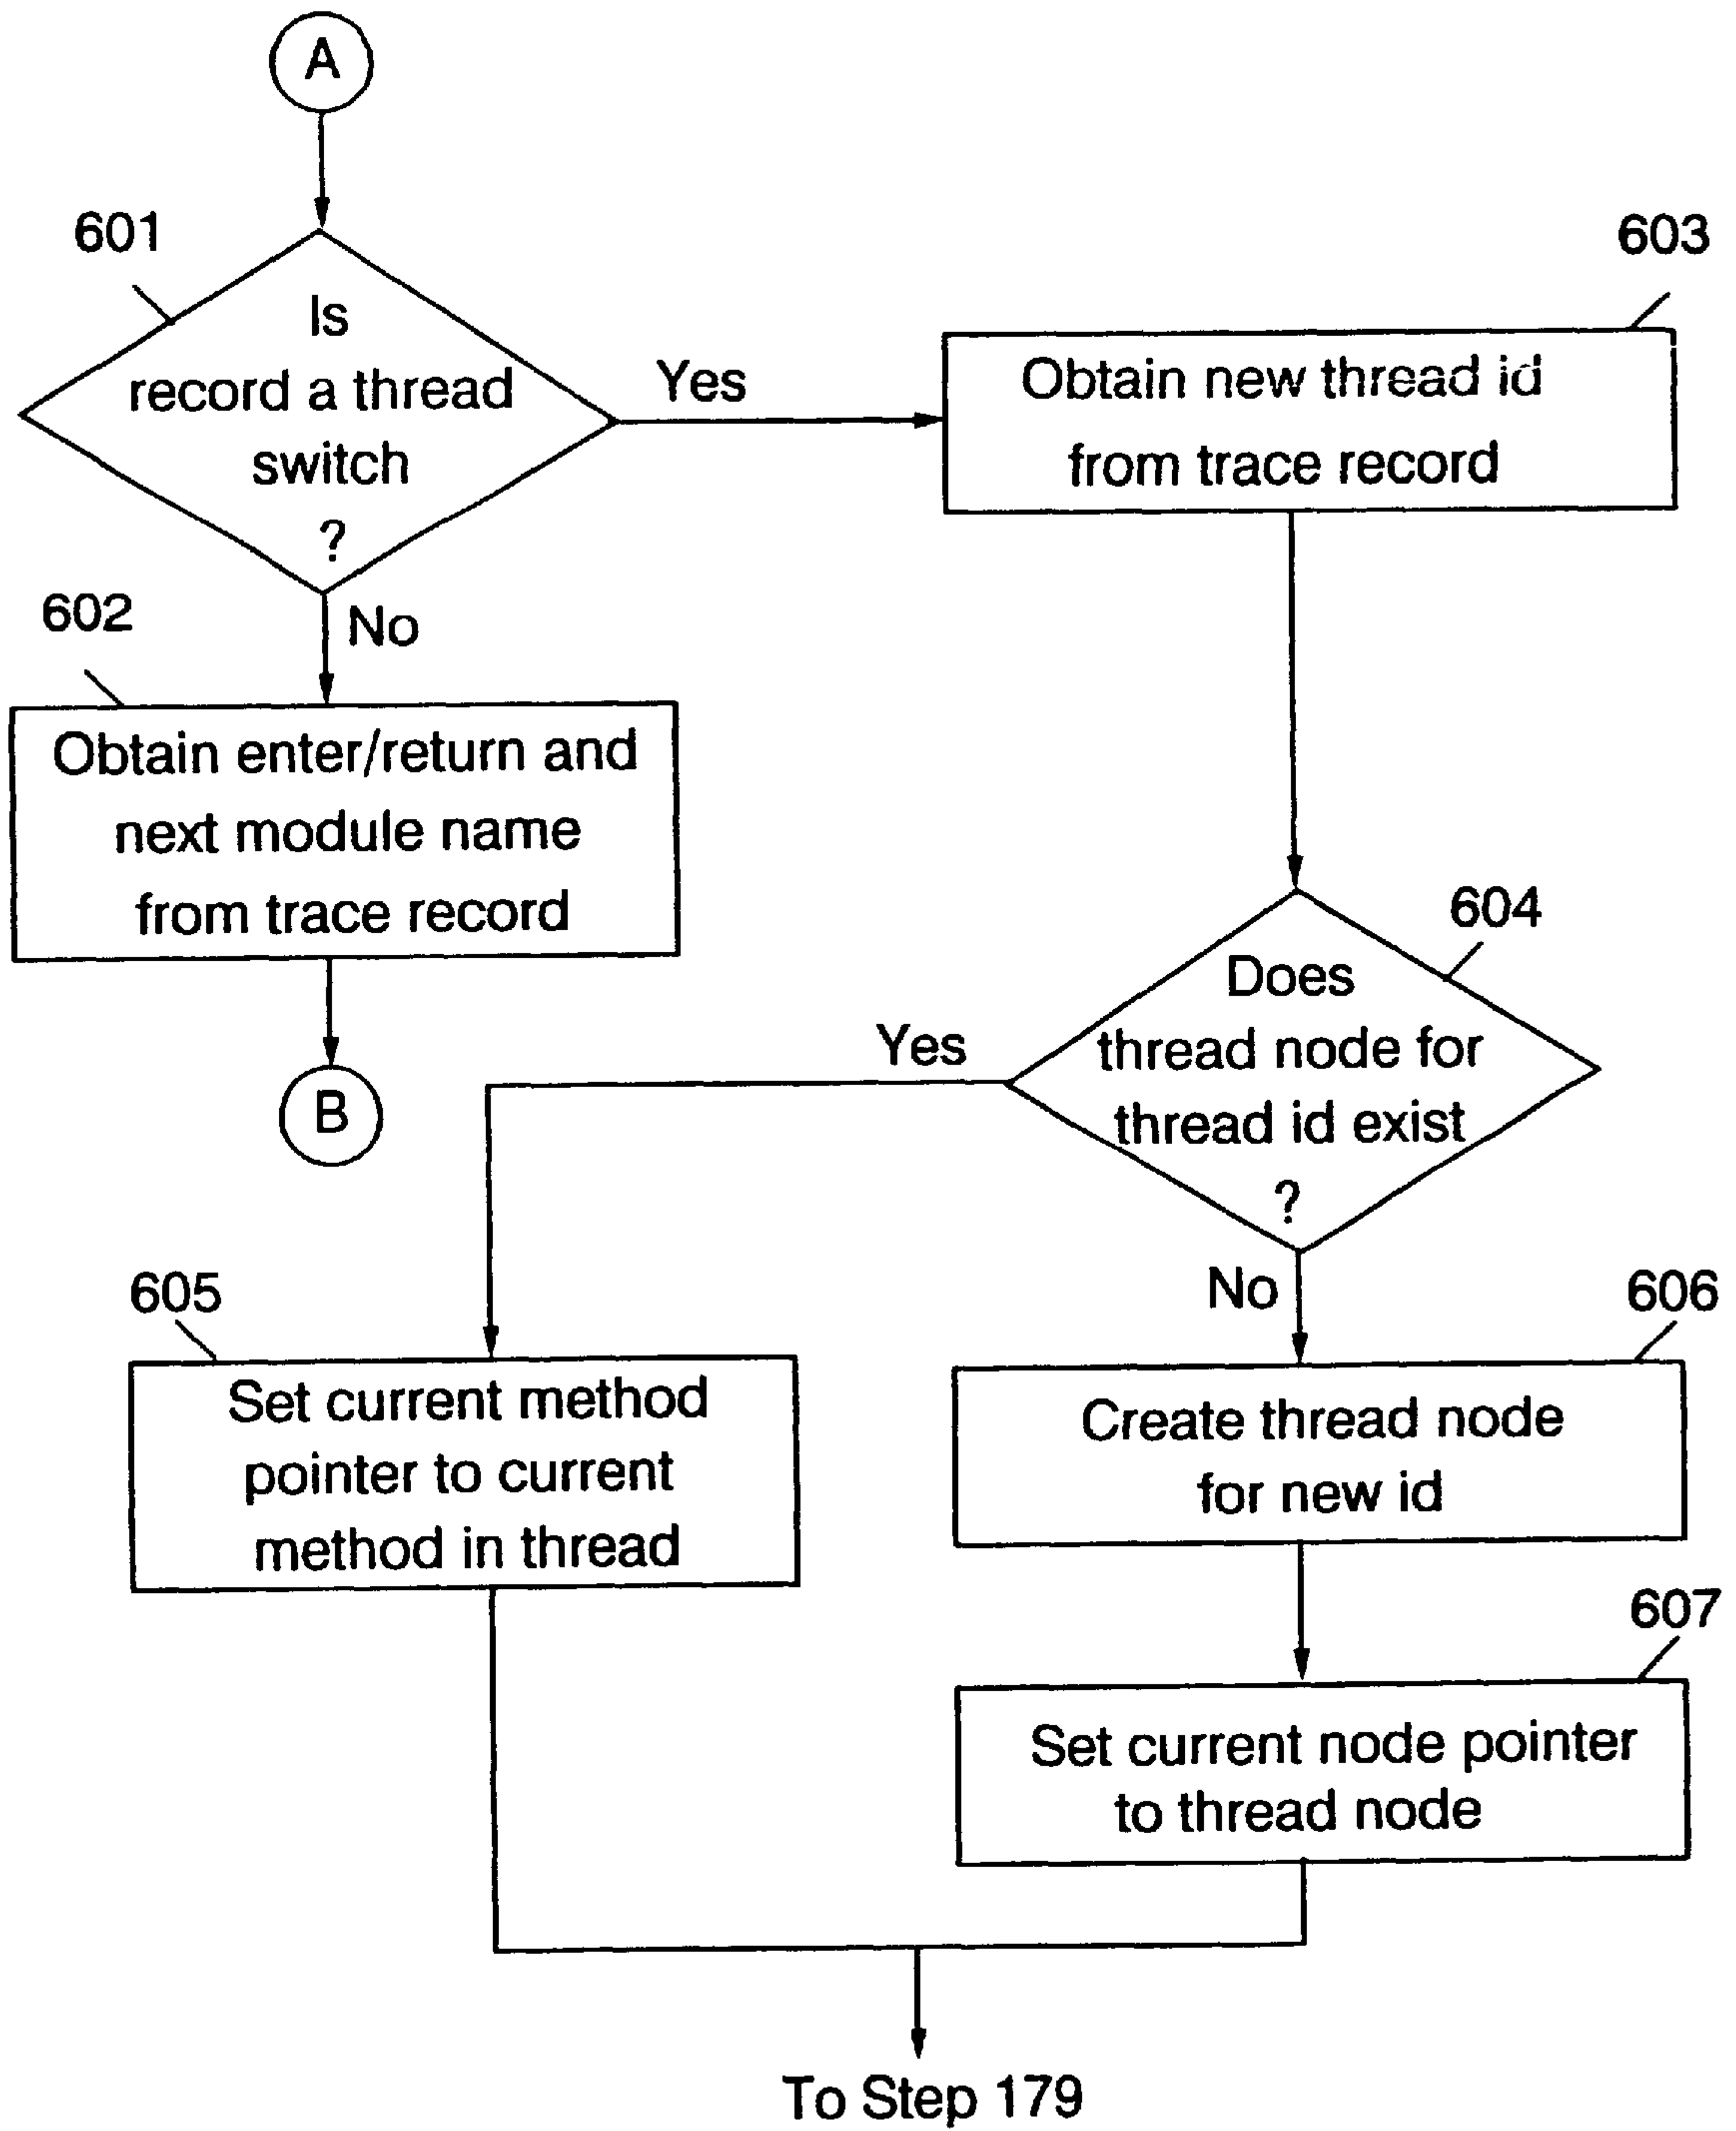 A
601
Is
record a thread
switch
?
Yes
603
Obtain new thread id
from trace record
No
602
Obtain enter/return and
next module name
from trace record
B
604
Does
thread node for
thread id exist
?
Yes
No
605
Set current method
pointer to current
method in thread
606
Create thread node
for new id
607
Set current node pointer
to thread node
To Step 179